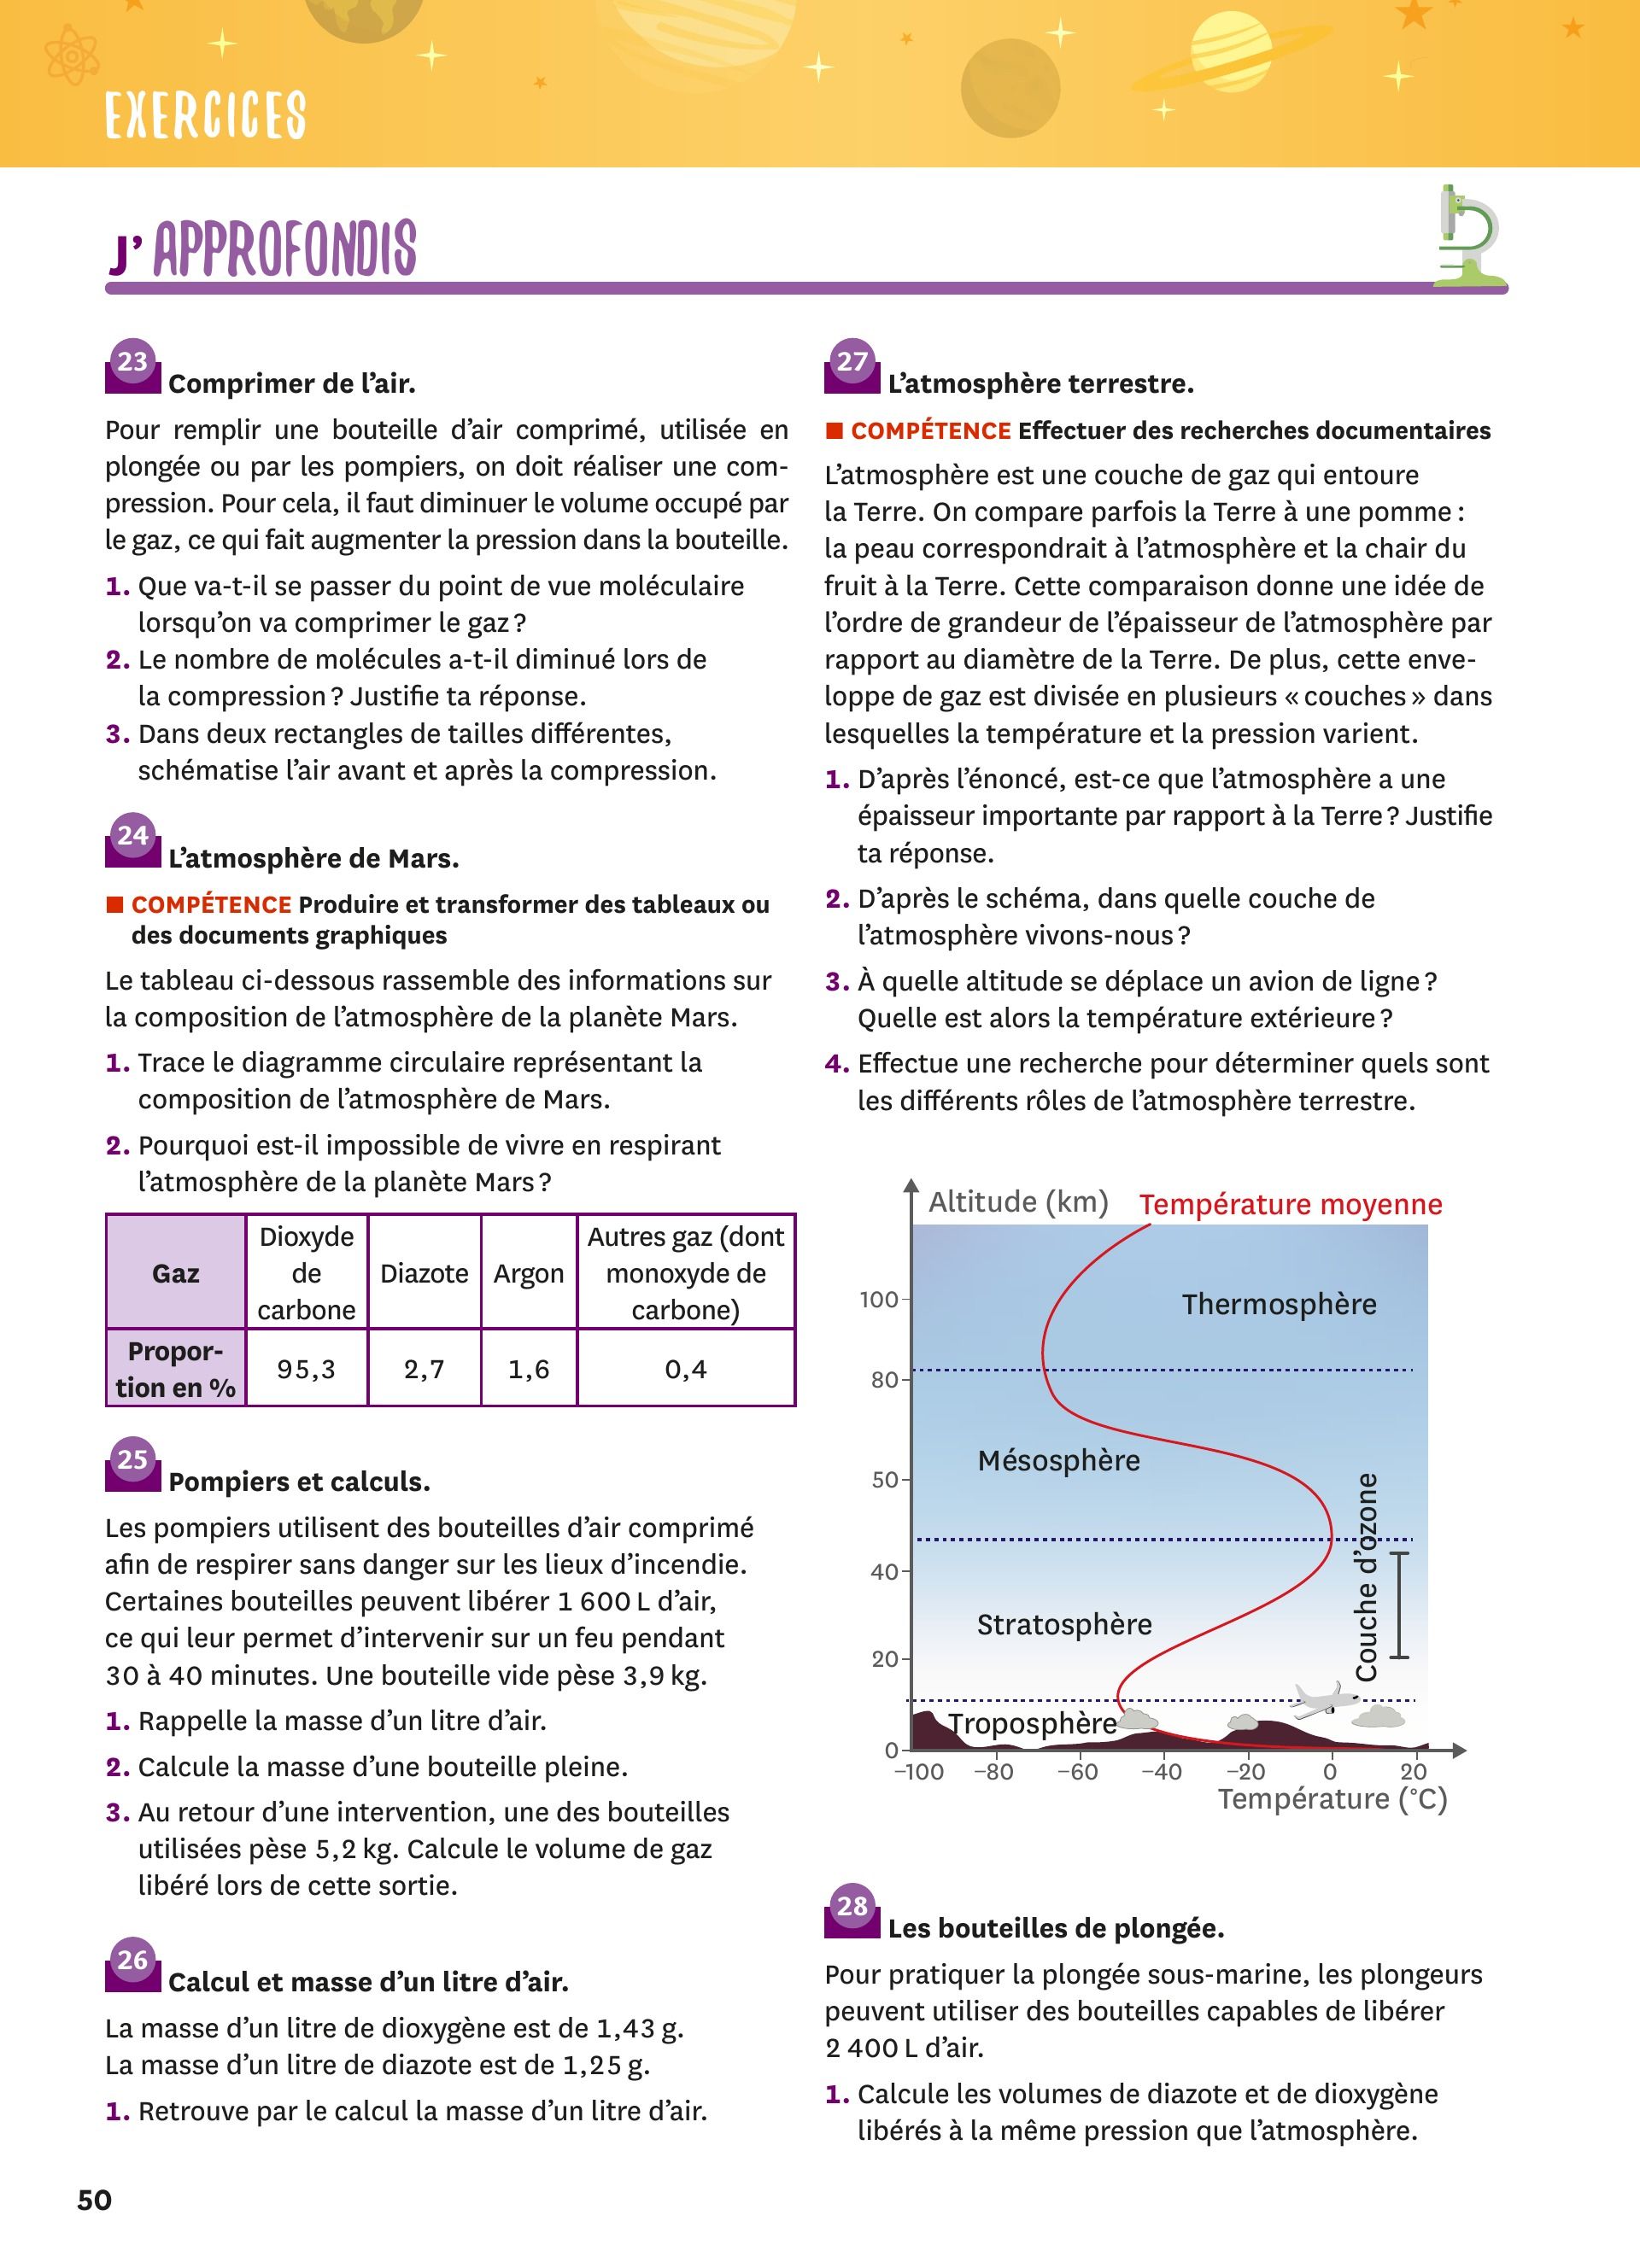 EXERCICES
J’APPROFONDIS
23 Comprimer de l’air.
Pour remplir une bouteille d’air comprimé, utilisée en
plongée ou par les pompiers, on doit réaliser une com-
pression. Pour cela, il faut diminuer le volume occupé par
le gaz, ce qui fait augmenter la pression dans la bouteille.
1. Que va-t-il se passer du point de vue moléculaire
lorsqu’on va comprimer le gaz ?
2. Le nombre de molécules a-t-il diminué lors de
la compression ? Justifie ta réponse.
3. Dans deux rectangles de tailles différentes,
schématise l’air avant et après la compression.
24 L’atmosphère de Mars.
COMPÉTENCE Produire et transformer des tableaux ou
des documents graphiques
Le tableau ci-dessous rassemble des informations sur
la composition de l’atmosphère de la planète Mars.
1. Trace le diagramme circulaire représentant la
composition de l’atmosphère de Mars.
2. Pourquoi est-il impossible de vivre en respirant
l’atmosphère de la planète Mars ?
Gaz
Dioxyde
de
carbone
Diazote
Argon
Autres gaz (dont
monoxyde de
carbone)
Propor-
tion en %
95,3
2,7
1,6
0,4
25 Pompiers et calculs.
Les pompiers utilisent des bouteilles d’air comprimé
afin de respirer sans danger sur les lieux d’incendie.
Certaines bouteilles peuvent libérer 1 600 L d’air,
ce qui leur permet d’intervenir sur un feu pendant
30 à 40 minutes. Une bouteille vide pèse 3,9 kg.
1. Rappelle la masse d’un litre d’air.
2. Calcule la masse d’une bouteille pleine.
3. Au retour d’une intervention, une des bouteilles
utilisées pèse 5,2 kg. Calcule le volume de gaz
libéré lors de cette sortie.
26 Calcul et masse d’un litre d’air.
La masse d’un litre de dioxygène est de 1,43 g.
La masse d’un litre de diazote est de 1,25 g.
1. Retrouve par le calcul la masse d’un litre d’air.
27 L’atmosphère terrestre.
COMPÉTENCE Effectuer des recherches documentaires
L’atmosphère est une couche de gaz qui entoure
la Terre. On compare parfois la Terre à une pomme :
la peau correspondrait à l’atmosphère et la chair du
fruit à la Terre. Cette comparaison donne une idée de
l’ordre de grandeur de l’épaisseur de l’atmosphère par
rapport au diamètre de la Terre. De plus, cette enve-
loppe de gaz est divisée en plusieurs « couches » dans
lesquelles la température et la pression varient.
1. D’après l’énoncé, est-ce que l’atmosphère a une
épaisseur importante par rapport à la Terre ? Justifie
ta réponse.
2. D’après le schéma, dans quelle couche de
l’atmosphère vivons-nous ?
3. À quelle altitude se déplace un avion de ligne ?
Quelle est alors la température extérieure ?
4. Effectue une recherche pour déterminer quels sont
les différents rôles de l’atmosphère terrestre.
Altitude (km) Température moyenne
100
Thermosphère
80
Mésosphère
50
Couche d’ozone
40
Stratosphère
20
Troposphère
0
–100 –80 –60 –40 –20 0 20
Température (°C)
28 Les bouteilles de plongée.
Pour pratiquer la plongée sous-marine, les plongeurs
peuvent utiliser des bouteilles capables de libérer
2 400 L d’air.
1. Calcule les volumes de diazote et de dioxygène
libérés à la même pression que l’atmosphère.
50